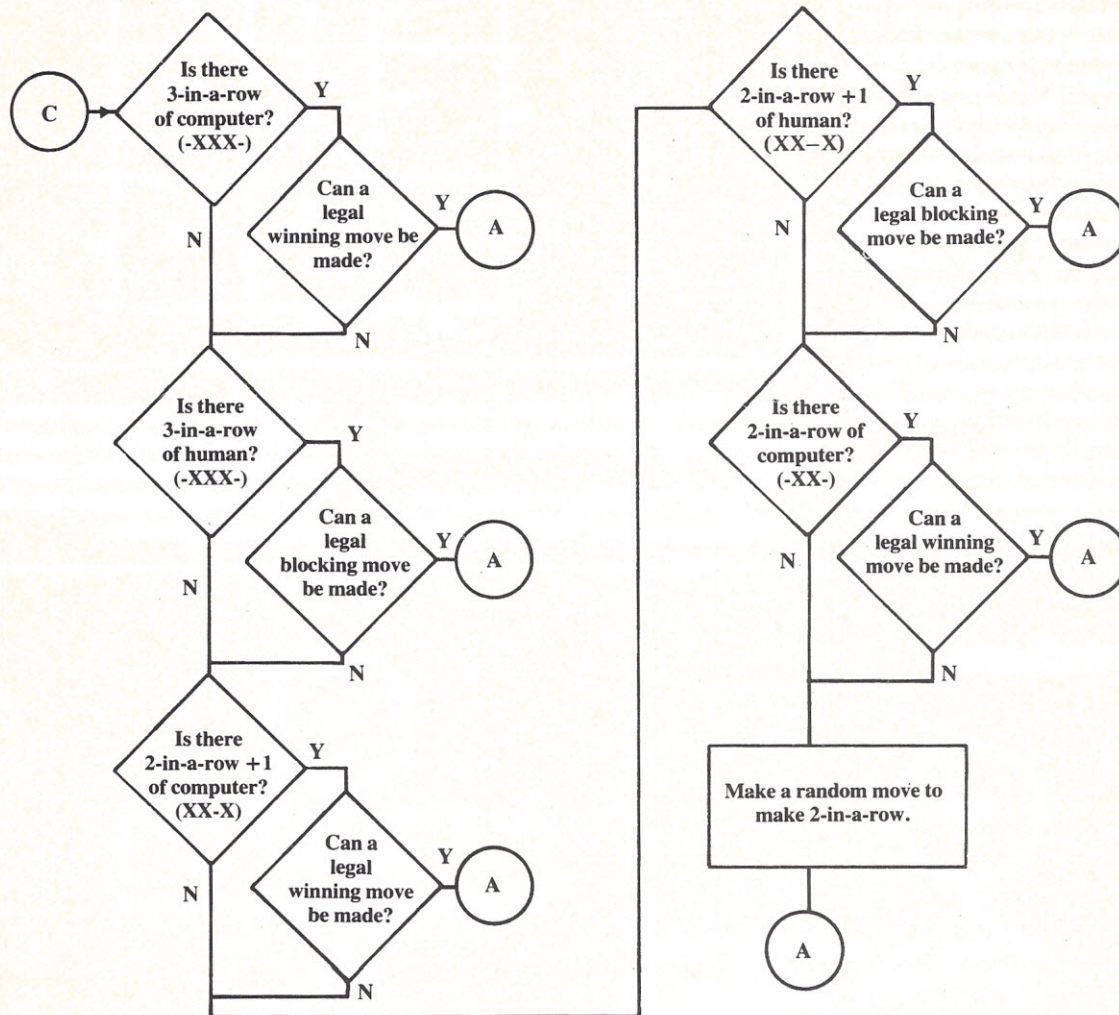 C
Is there
3-in-a-row
of computer?
(-XXX-)
Y
N
Can a
legal
winning move be
made?
Y
A
N
Is there
3-in-a-row
of human?
(-XXX-)
Y
N
Can a
legal
blocking move
be made?
Y
A
N
Is there
2-in-a-row +1
of computer?
(XX-X)
Y
N
Can a
legal
winning move
be made?
Y
A
N
Is there
2-in-a-row +1
of human?
(XX–X)
Y
N
Can a
legal blocking
move be made?
Y
A
N
Is there
2-in-a-row of
computer?
(-XX-)
Y
N
Can a
legal winning
move be made?
Y
A
N
Make a random move to
make 2-in-a-row.
A